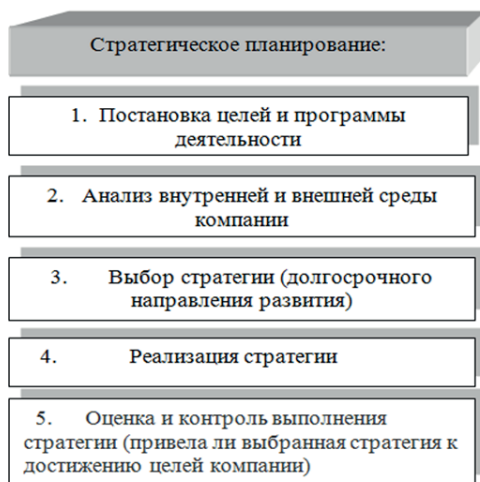 Стратегическое планирование:
1. Постановка целей и программы
деятельности
2. Анализ внутренней и внешней среды
компании
3. Выбор стратегии (долгосрочного
направления развития)
4. Реализация стратегии
5. Оценка и контроль выполнения
стратегии (привела ли выбранная стратегия к
достижению целей компании)